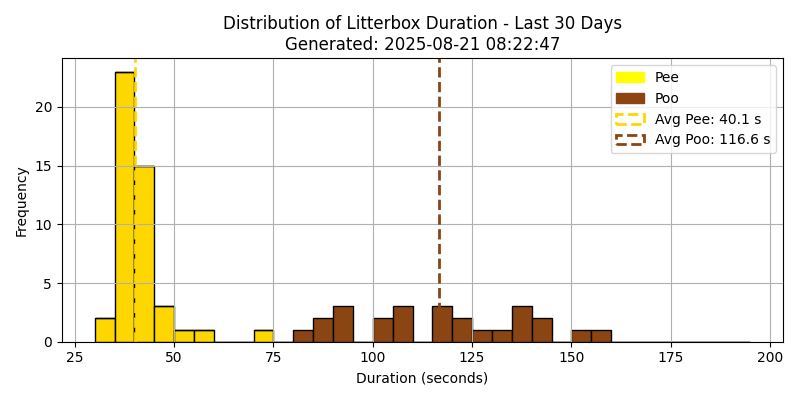 Distribution of Litterbox Duration - Last 30 Days
Generated: 2025-08-21 08:22:47
Pee
Poo
Avg Pee: 40.1 s
Avg Poo: 116.6 s
Frequency
20
15
10
5
0
25 50 75 100 125 150 175 200
Duration (seconds)